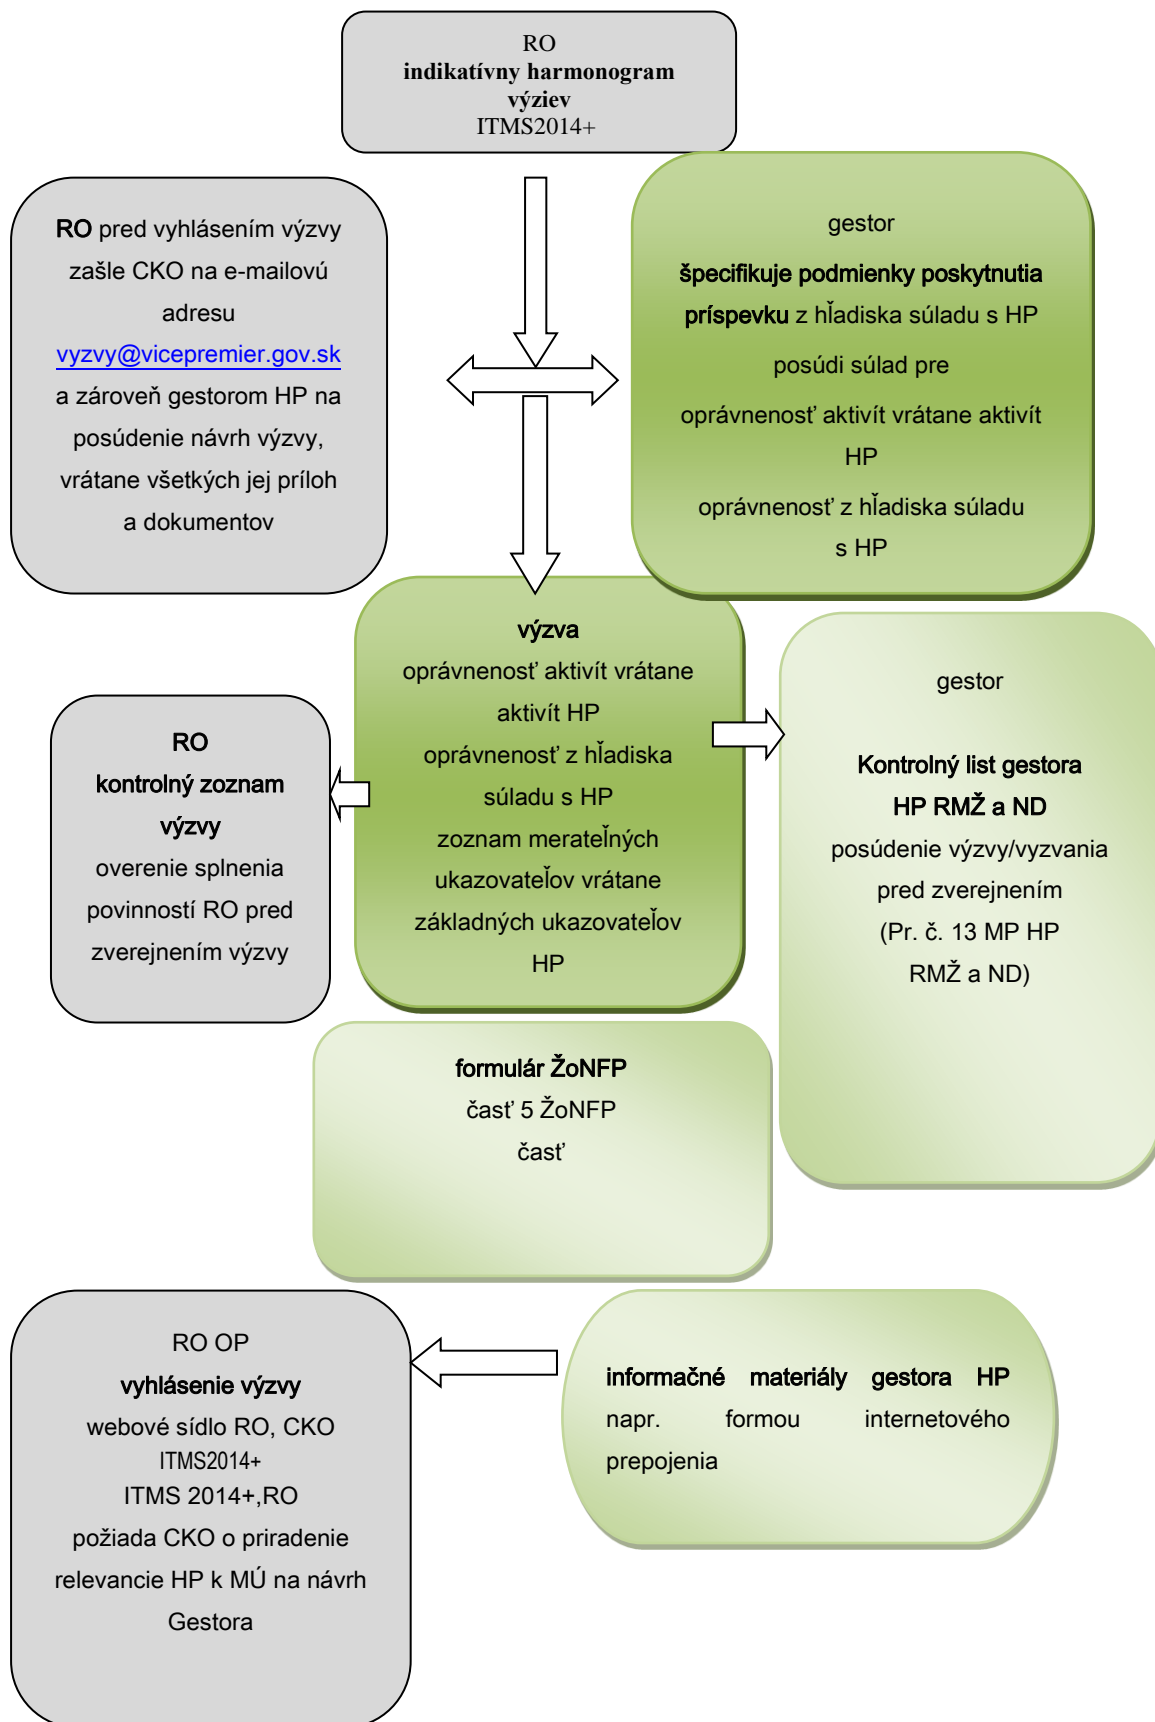 RO
indikatívny harmonogram
výziev
ITMS2014+
RO pred vyhlásením výzvy
zašle CKO na e-mailovú
adresu
vyzvy@vicepremier.gov.sk
a zároveň gestorom HP na
posúdenie návrh výzvy,
vrátane všetkých jej príloh
a dokumentov
gestor
špecifikuje podmienky poskytnutia
príspevku z hľadiska súladu s HP
posúdi súlad pre
oprávnenosť aktivít vrátane aktivít
HP
oprávnenosť z hľadiska súladu
s HP
výzva
oprávnenosť aktivít vrátane
aktivít HP
oprávnenosť z hľadiska
súladu s HP
zoznam merateľných
ukazovateľov vrátane
základných ukazovateľov
HP
RO
kontrolný zoznam
výzvy
overenie splnenia
povinností RO pred
zverejnením výzvy
gestor
Kontrolný list gestora
HP RMŽ a ND
posúdenie výzvy/vyzvania
pred zverejnením
(Pr. č. 13 MP HP
RMŽ a ND)
formulár ŽoNFP
časť 5 ŽoNFP
časť
RO OP
vyhlásenie výzvy
webové sídlo RO, CKO
ITMS2014+
ITMS 2014+,RO
požiada CKO o priradenie
relevancie HP k MÚ na návrh
Gestora
informačné materiály gestora HP
napr. formou internetového
prepojenia